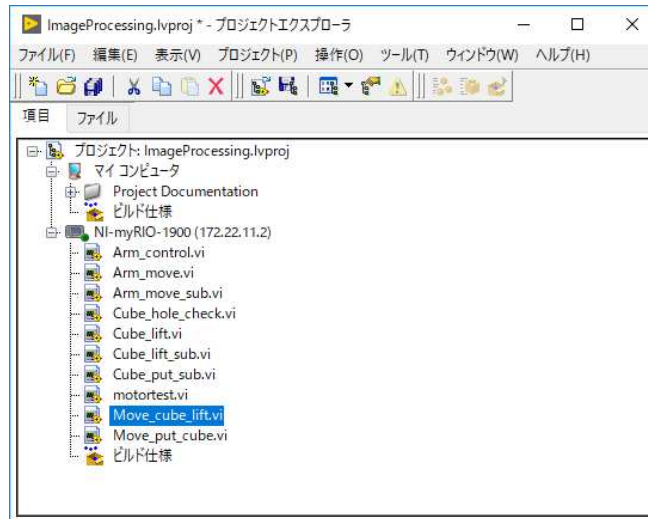 ImageProcessing.lvproj * - プロジェクトエクスプローラ
ファイル(F) 編集(E) 表示(V) プロジェクト(P) 操作(O) ツール(T) ウィンドウ(W) ヘルプ(H)
項目 ファイル
プロジェクト: ImageProcessing.lvproj
マイ コンピュータ
Project Documentation
ビルド仕様
NI-myRIO-1900 (172.22.11.2)
Arm_control.vi
Arm_move.vi
Arm_move_sub.vi
Cube_hole_check.vi
Cube_lift.vi
Cube_lift_sub.vi
Cube_put_sub.vi
motortest.vi
Move_cube_lift.vi
Move_put_cube.vi
ビルド仕様